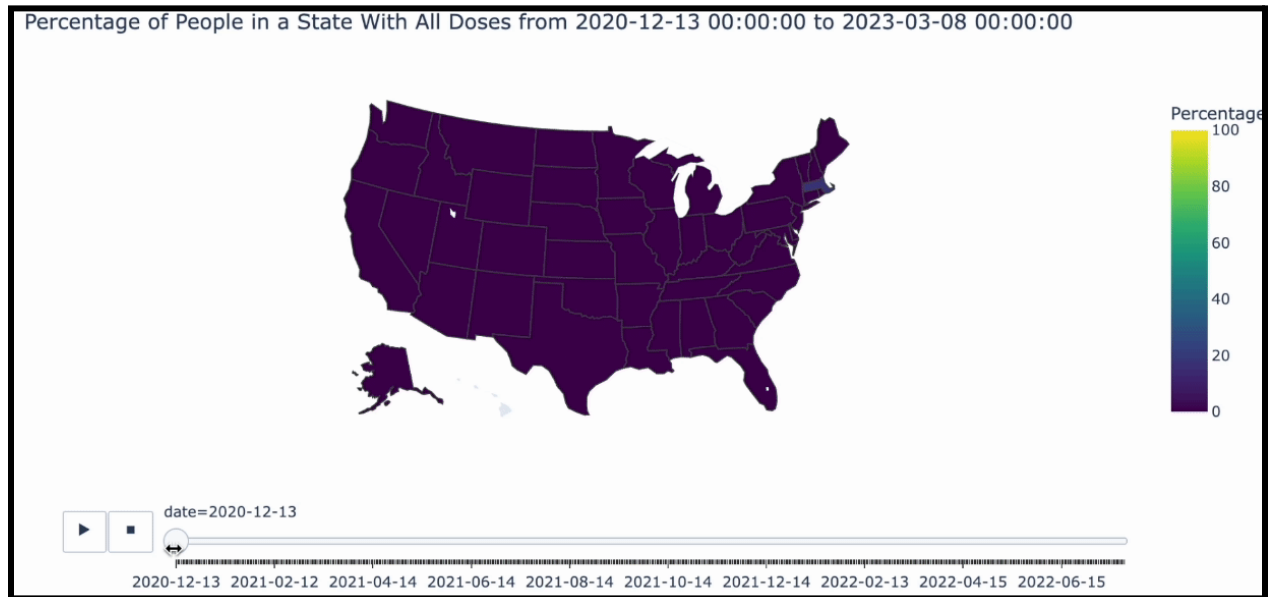 Percentage of People in a State With All Doses from 2020-12-13 00:00:00 to 2023-03-08 00:00:00
Percentage
100
80
60
40
20
0
date=2020-12-13
2020-12-13 2021-02-12 2021-04-14 2021-06-14 2021-08-14 2021-10-14 2021-12-14 2022-02-13 2022-04-15 2022-06-15